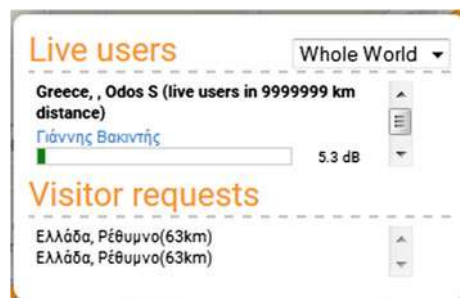 Live users
Whole World
Greece, , Odos S (live users in 9999999 km
distance)
Γιάννης Βακιντής
5.3 dB
Visitor requests
Ελλάδα, Ρέθυμνο(63km)
Ελλάδα, Ρέθυμνο(63km)